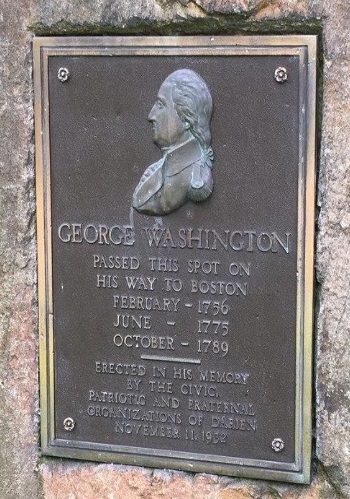 GEORGE WASHINGTON
PASSED THIS SPOT ON
HIS WAY TO BOSTON
FEBRUARY - 1756
JUNE - 1775
OCTOBER - 1789
ERECTED IN HIS MEMORY
BY THE CIVIC,
PATRIOTIC AND FRATERNAL
ORGANIZATIONS OF DARIEN
NOVEMBER 11, 1932